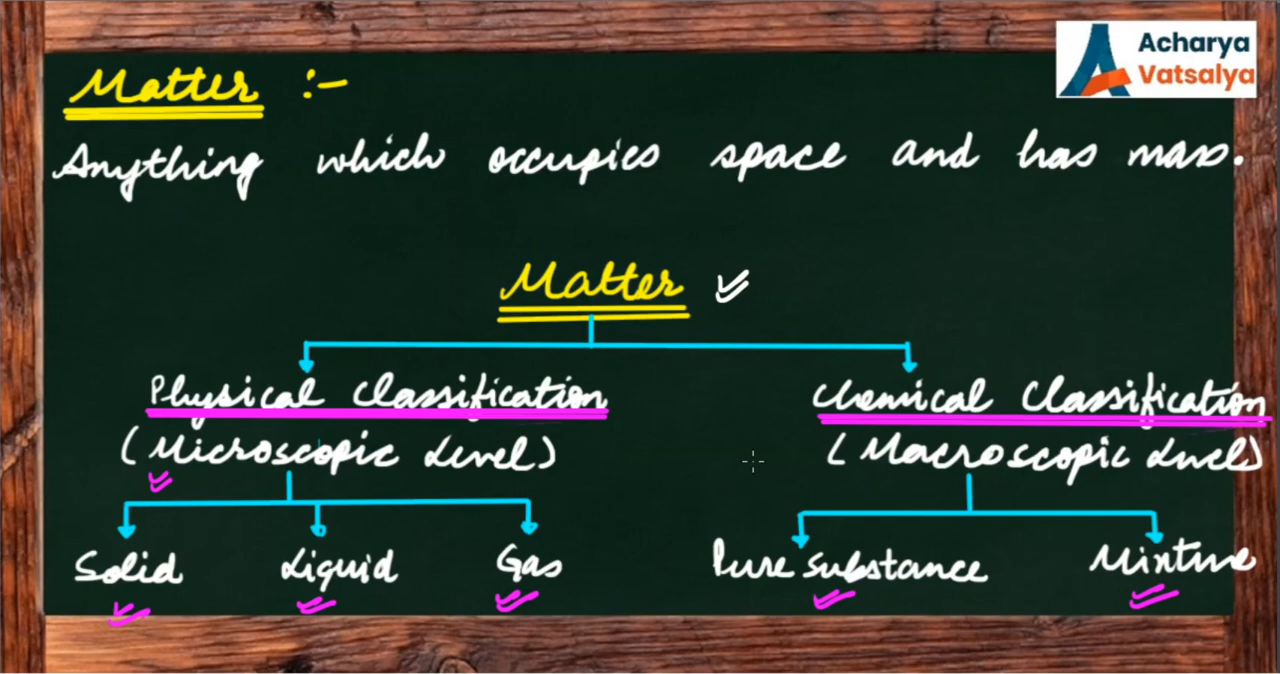 Acharya
Vatsalya
Matter :-
Anything which occupies space and has mass.
Matter
Physical Classification
Chemical Classification
(Microscopic Level)
(Macroscopic Level)
Solid
Liquid
Gas
Pure Substance
Mixture